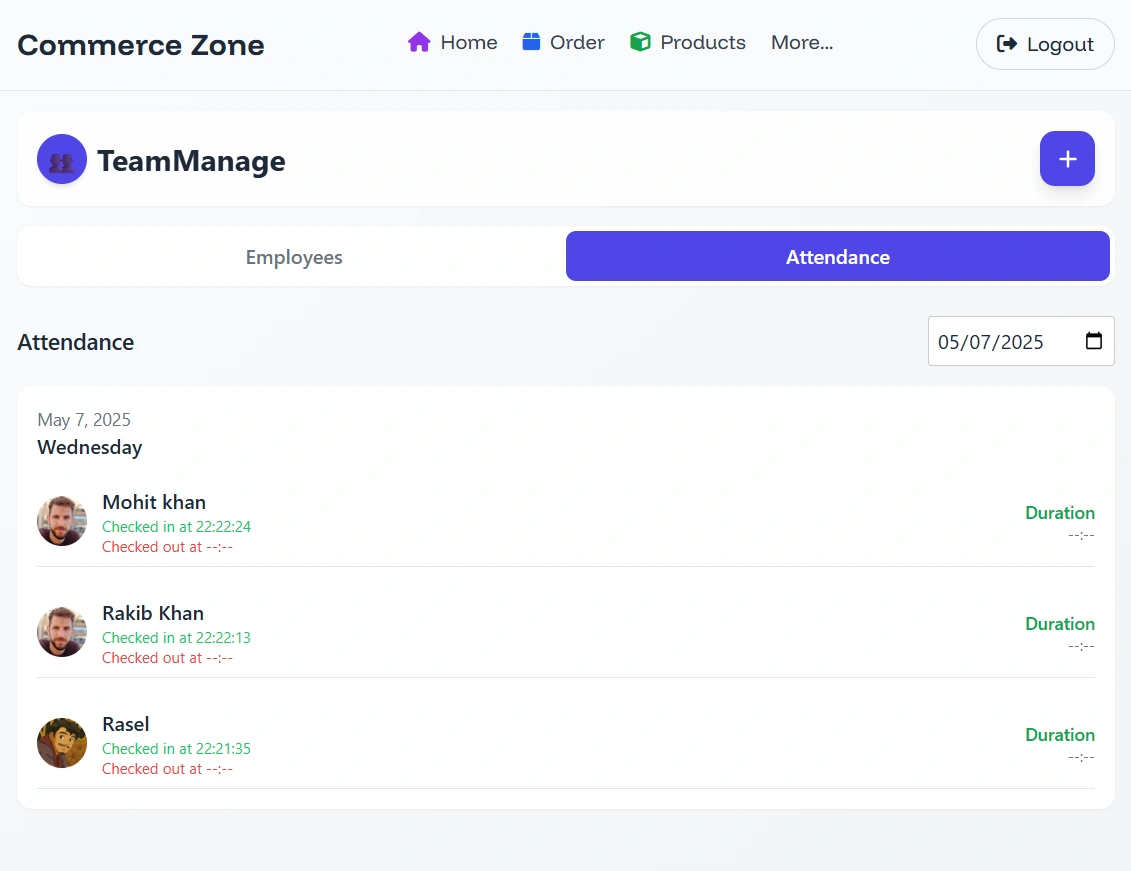 Commerce Zone
Home
Order
Products
More...
Logout
TeamManage
+
Employees
Attendance
Attendance
05/07/2025
May 7, 2025
Wednesday
Mohit khan
Checked in at 22:22:24
Checked out at --:--
Duration
--:--
Rakib Khan
Checked in at 22:22:13
Checked out at --:--
Duration
--:--
Rasel
Checked in at 22:21:35
Checked out at --:--
Duration
--:--